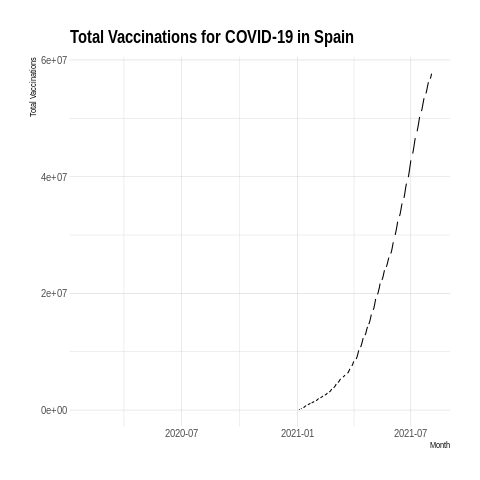 Total Vaccinations for COVID-19 in Spain
Total Vaccinations
6e+07
4e+07
2e+07
0e+00
2020-07
2021-01
2021-07
Month